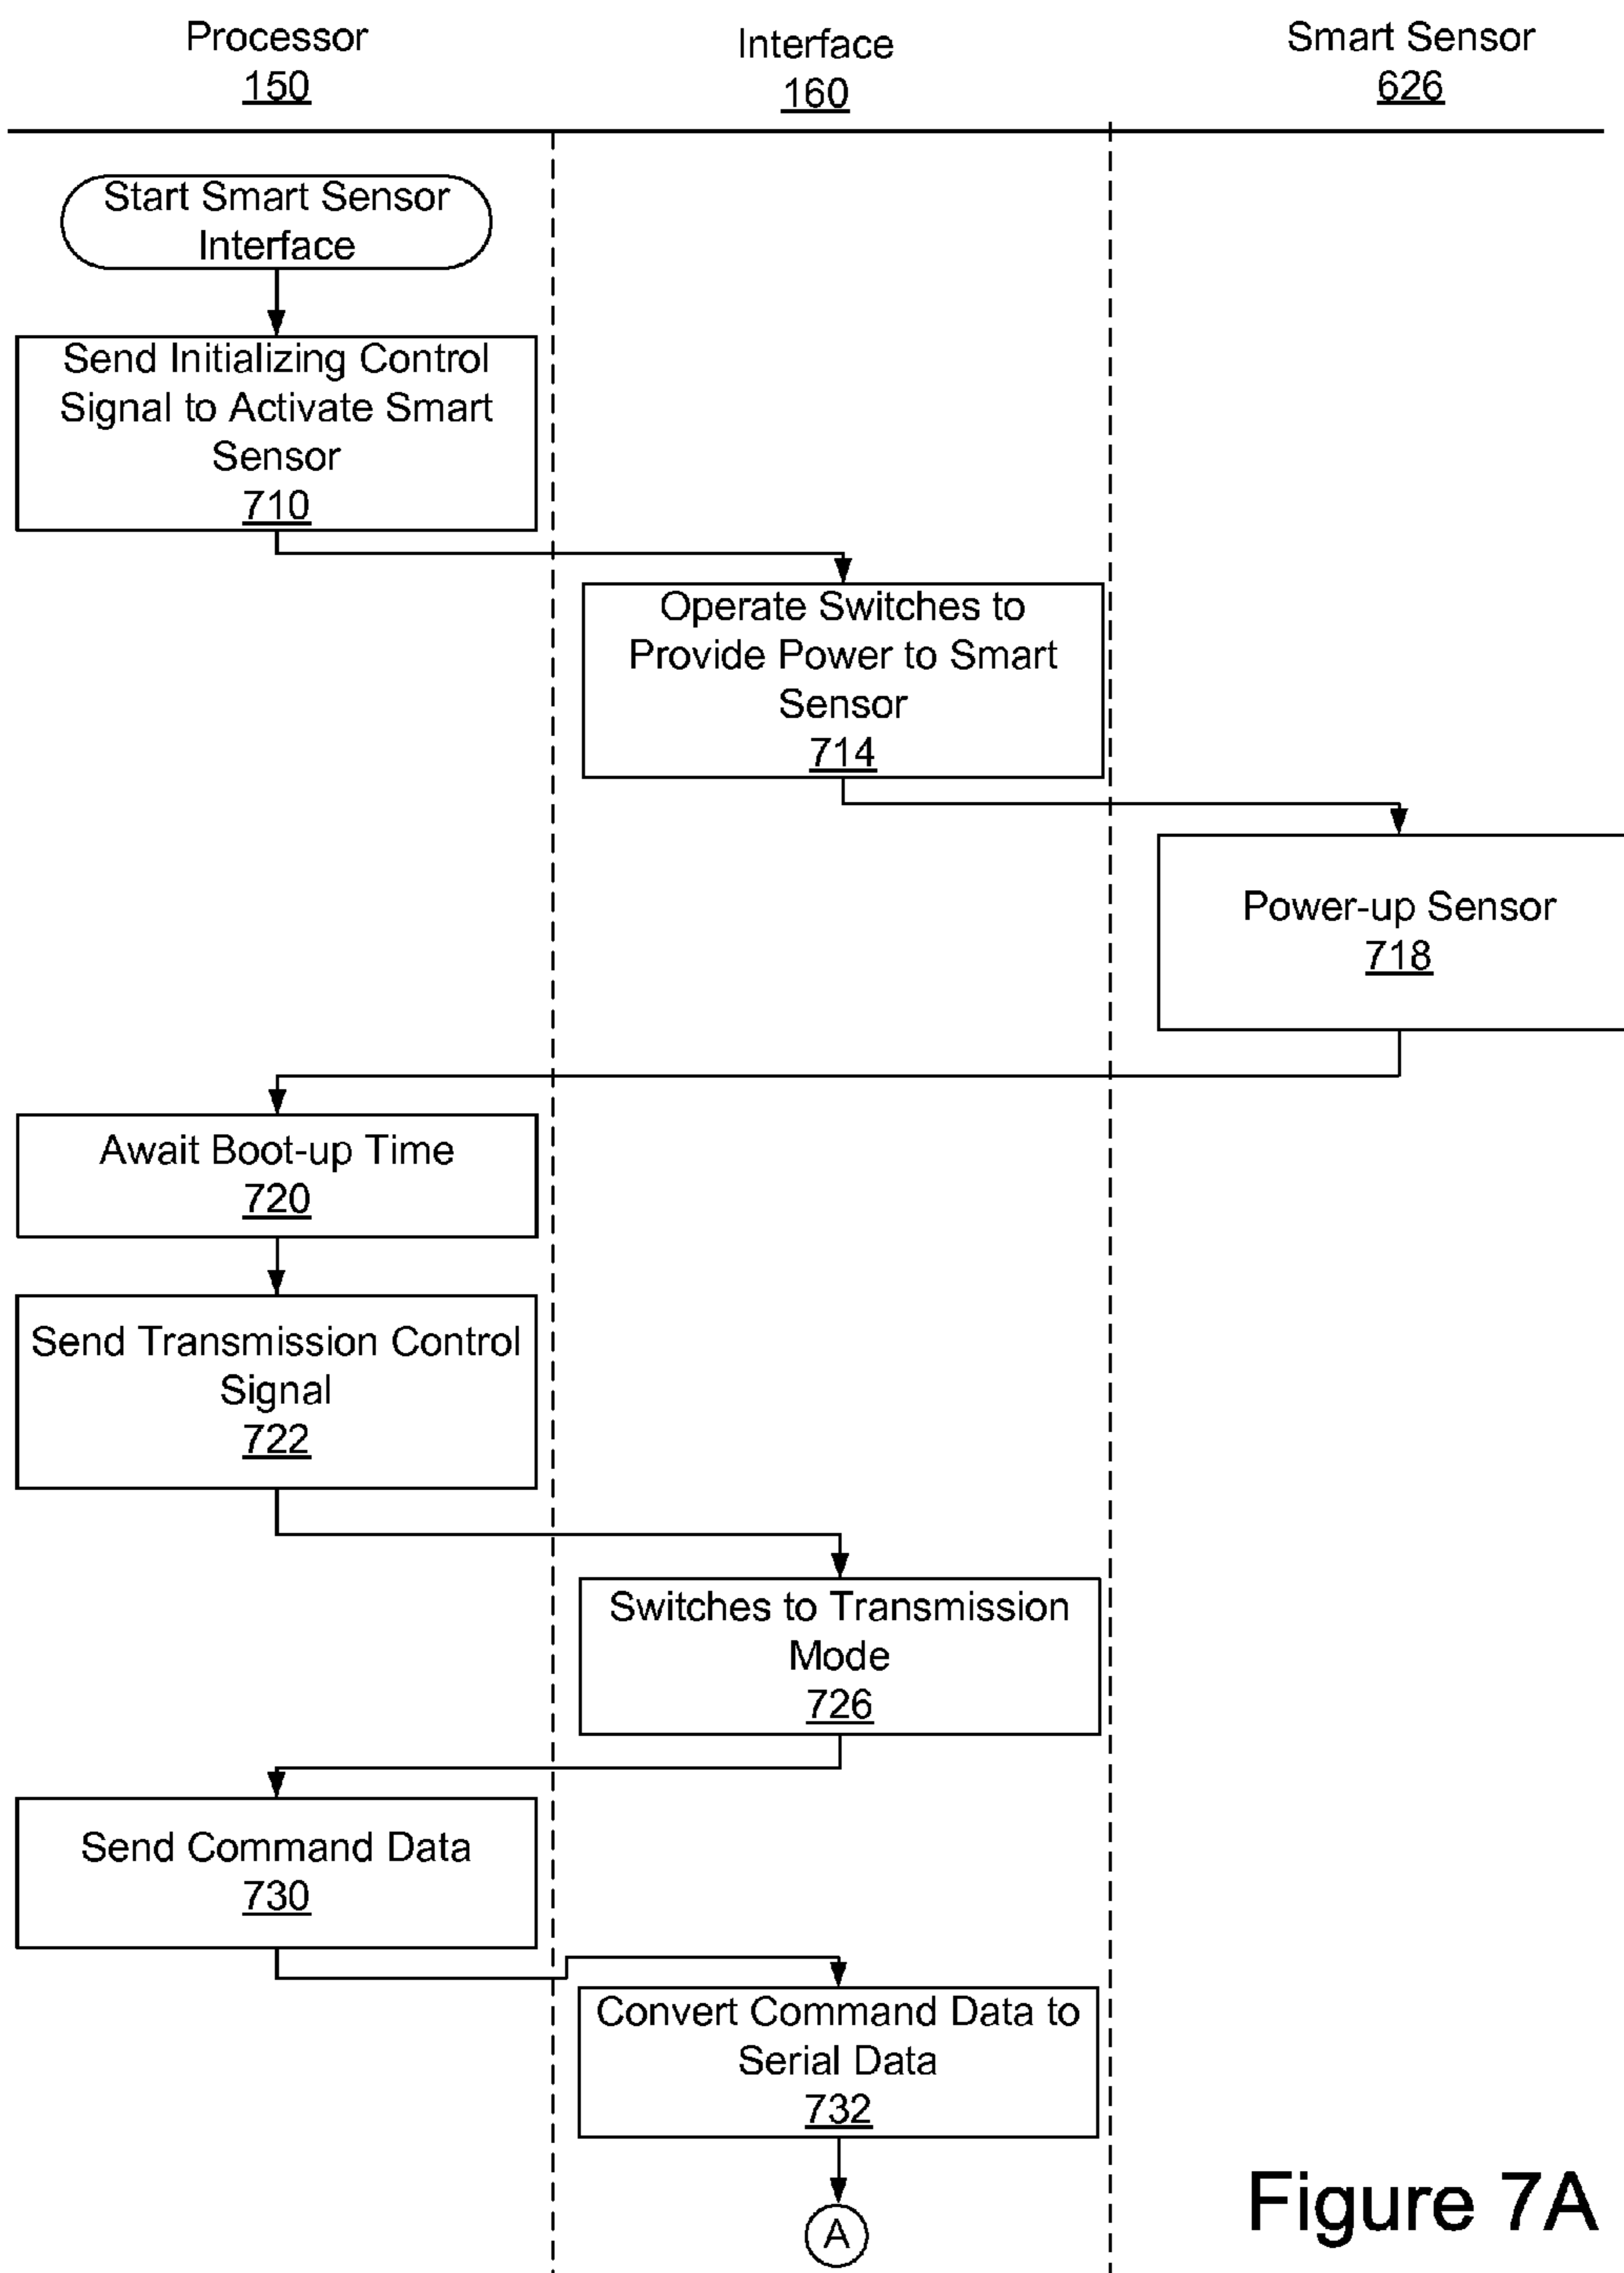 Processor
150
Interface
160
Smart Sensor
626
Start Smart Sensor
Interface
Send Initializing Control
Signal to Activate Smart
Sensor
710
Operate Switches to
Provide Power to Smart
Sensor
714
Power-up Sensor
718
Await Boot-up Time
720
Send Transmission Control
Signal
722
Switches to Transmission
Mode
726
Send Command Data
730
Convert Command Data to
Serial Data
732
A
Figure 7A